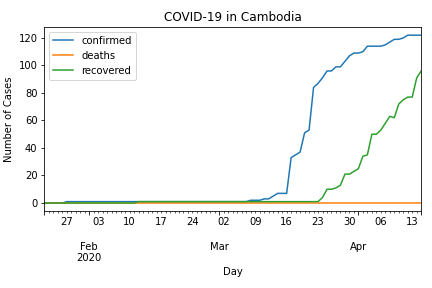 COVID-19 in Cambodia
confirmed
deaths
recovered
Number of Cases
120
100
80
60
40
20
0
27 03 10 17 24 02 09 16 23 30 06 13
Feb Mar Apr
2020
Day